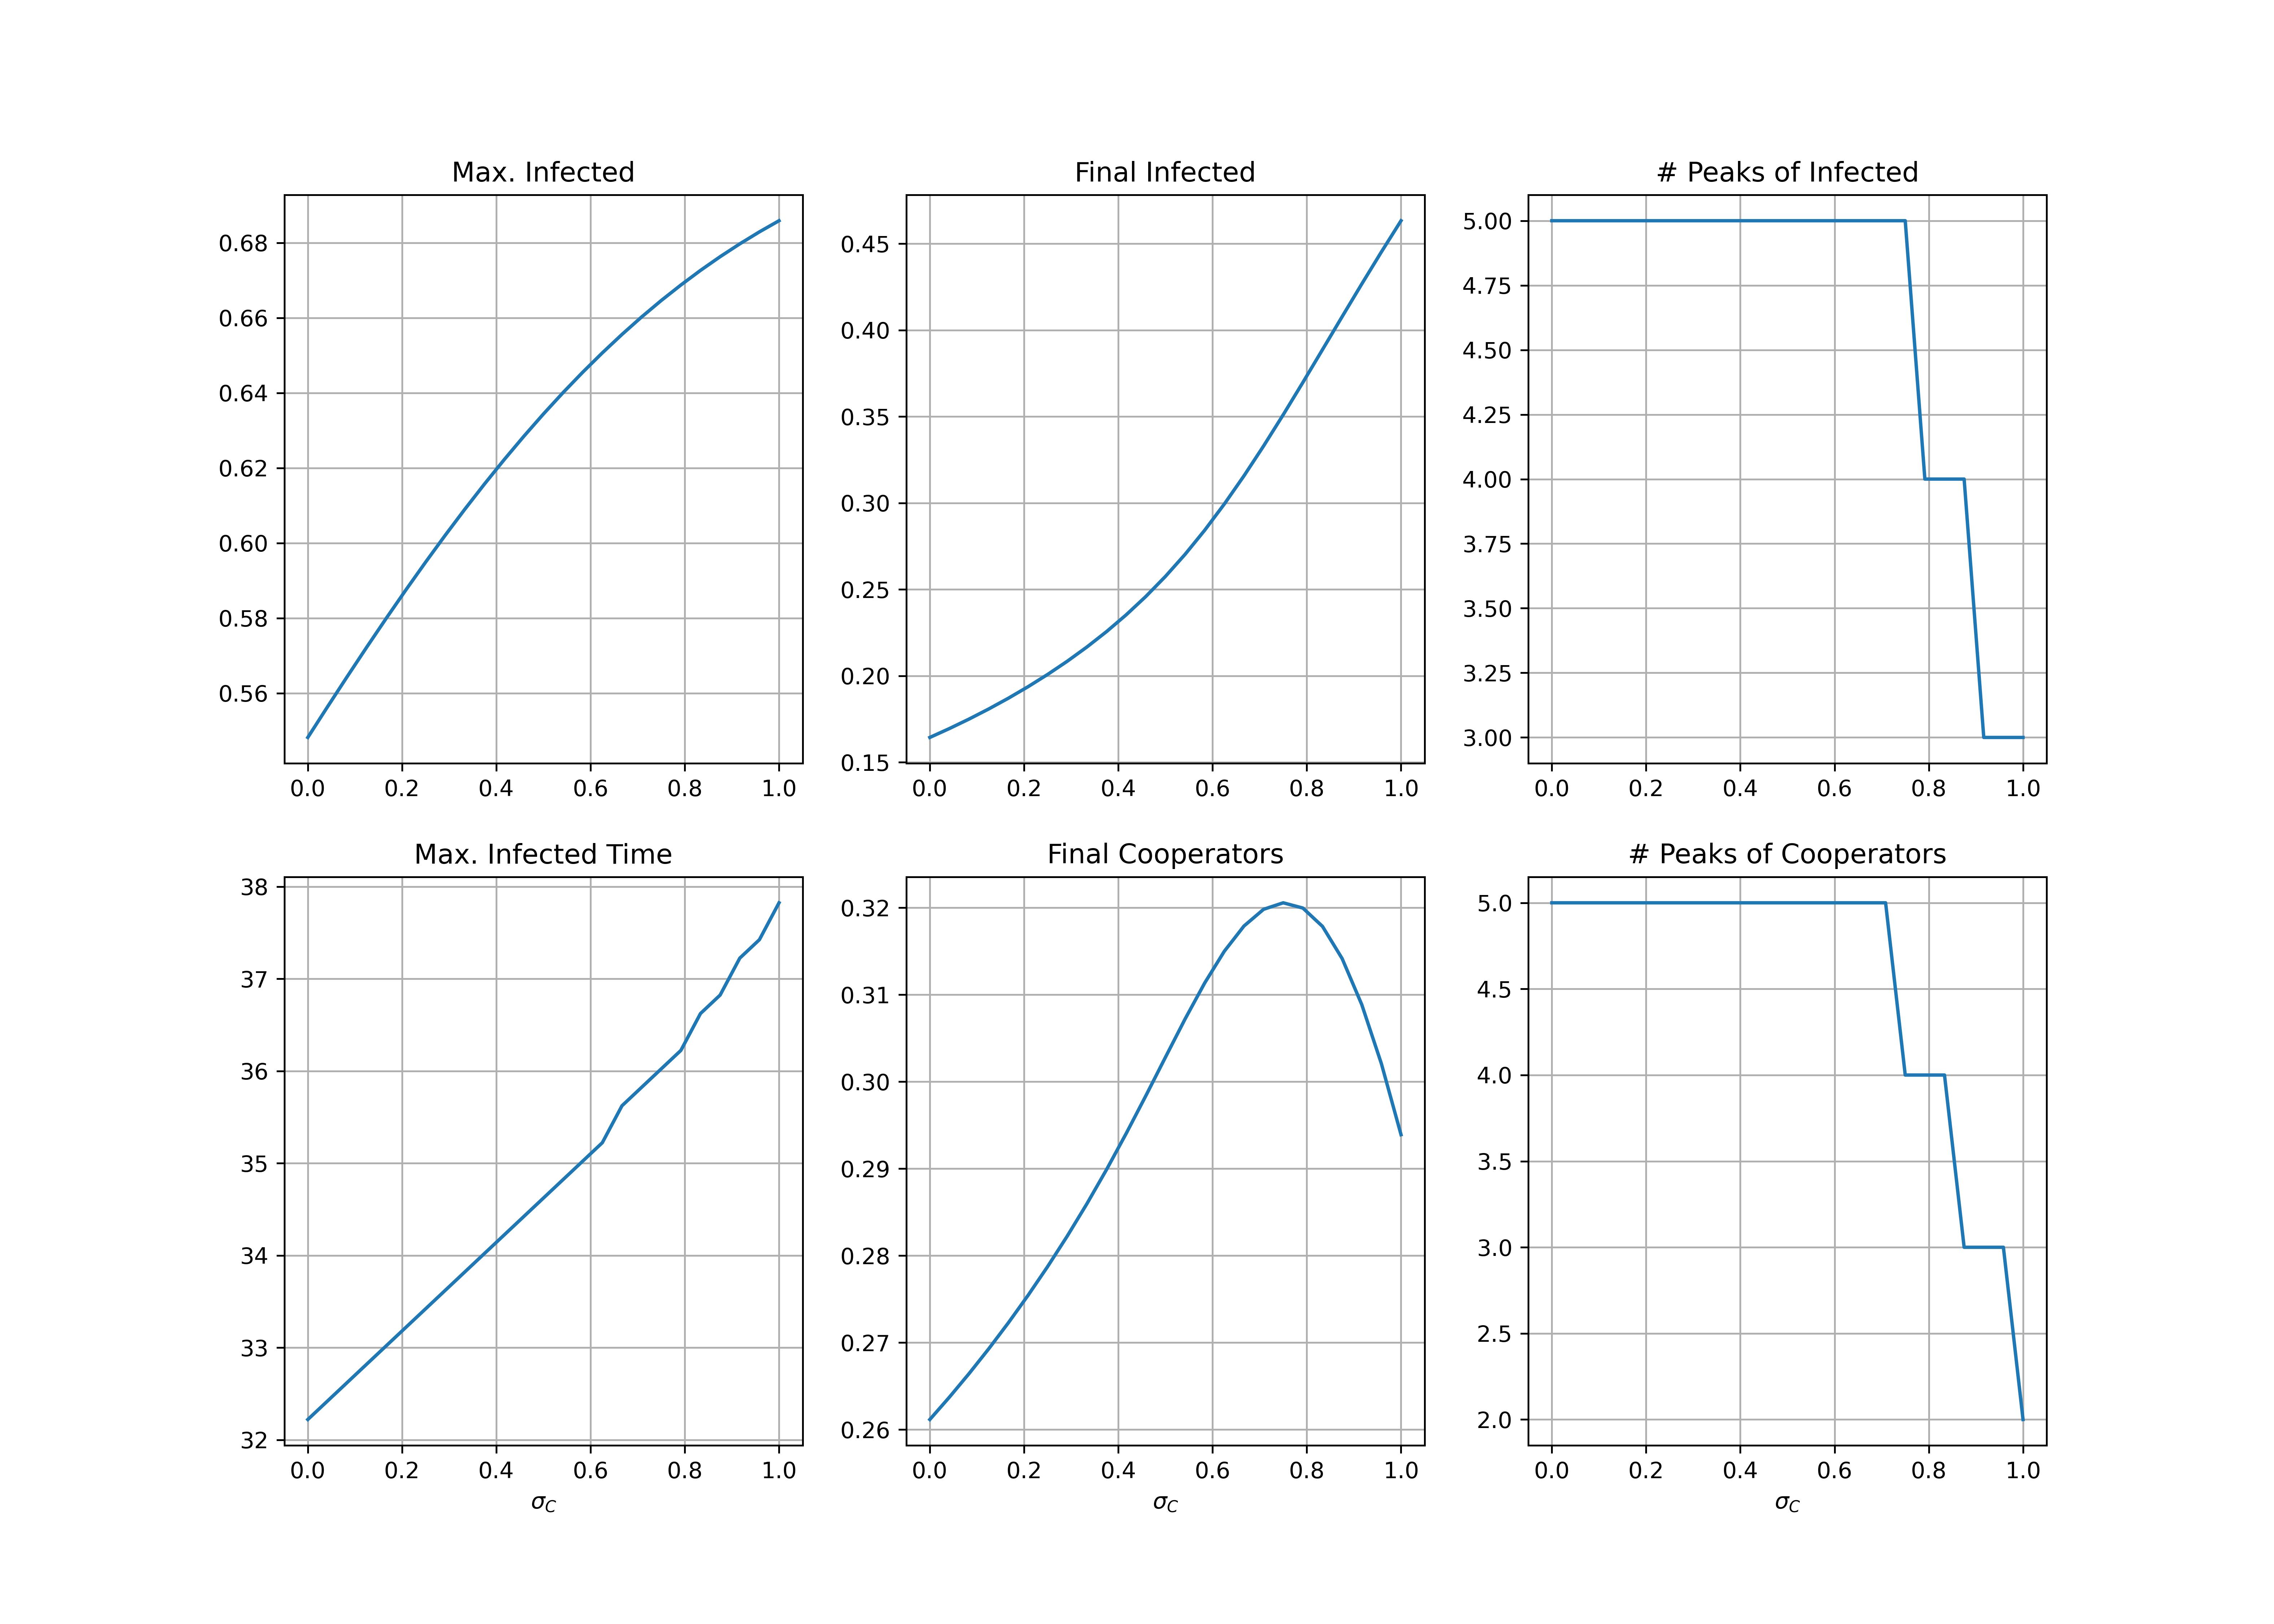 Max. Infected
0.68
0.66
0.64
0.62
0.60
0.58
0.56
0.0 0.2 0.4 0.6 0.8 1.0
Final Infected
0.45
0.40
0.35
0.30
0.25
0.20
0.15
0.0 0.2 0.4 0.6 0.8 1.0
# Peaks of Infected
5.00
4.75
4.50
4.25
4.00
3.75
3.50
3.25
3.00
0.0 0.2 0.4 0.6 0.8 1.0
Max. Infected Time
38
37
36
35
34
33
32
0.0 0.2 0.4 0.6 0.8 1.0
σC
Final Cooperators
0.32
0.31
0.30
0.29
0.28
0.27
0.26
0.0 0.2 0.4 0.6 0.8 1.0
σC
# Peaks of Cooperators
5.0
4.5
4.0
3.5
3.0
2.5
2.0
0.0 0.2 0.4 0.6 0.8 1.0
σC